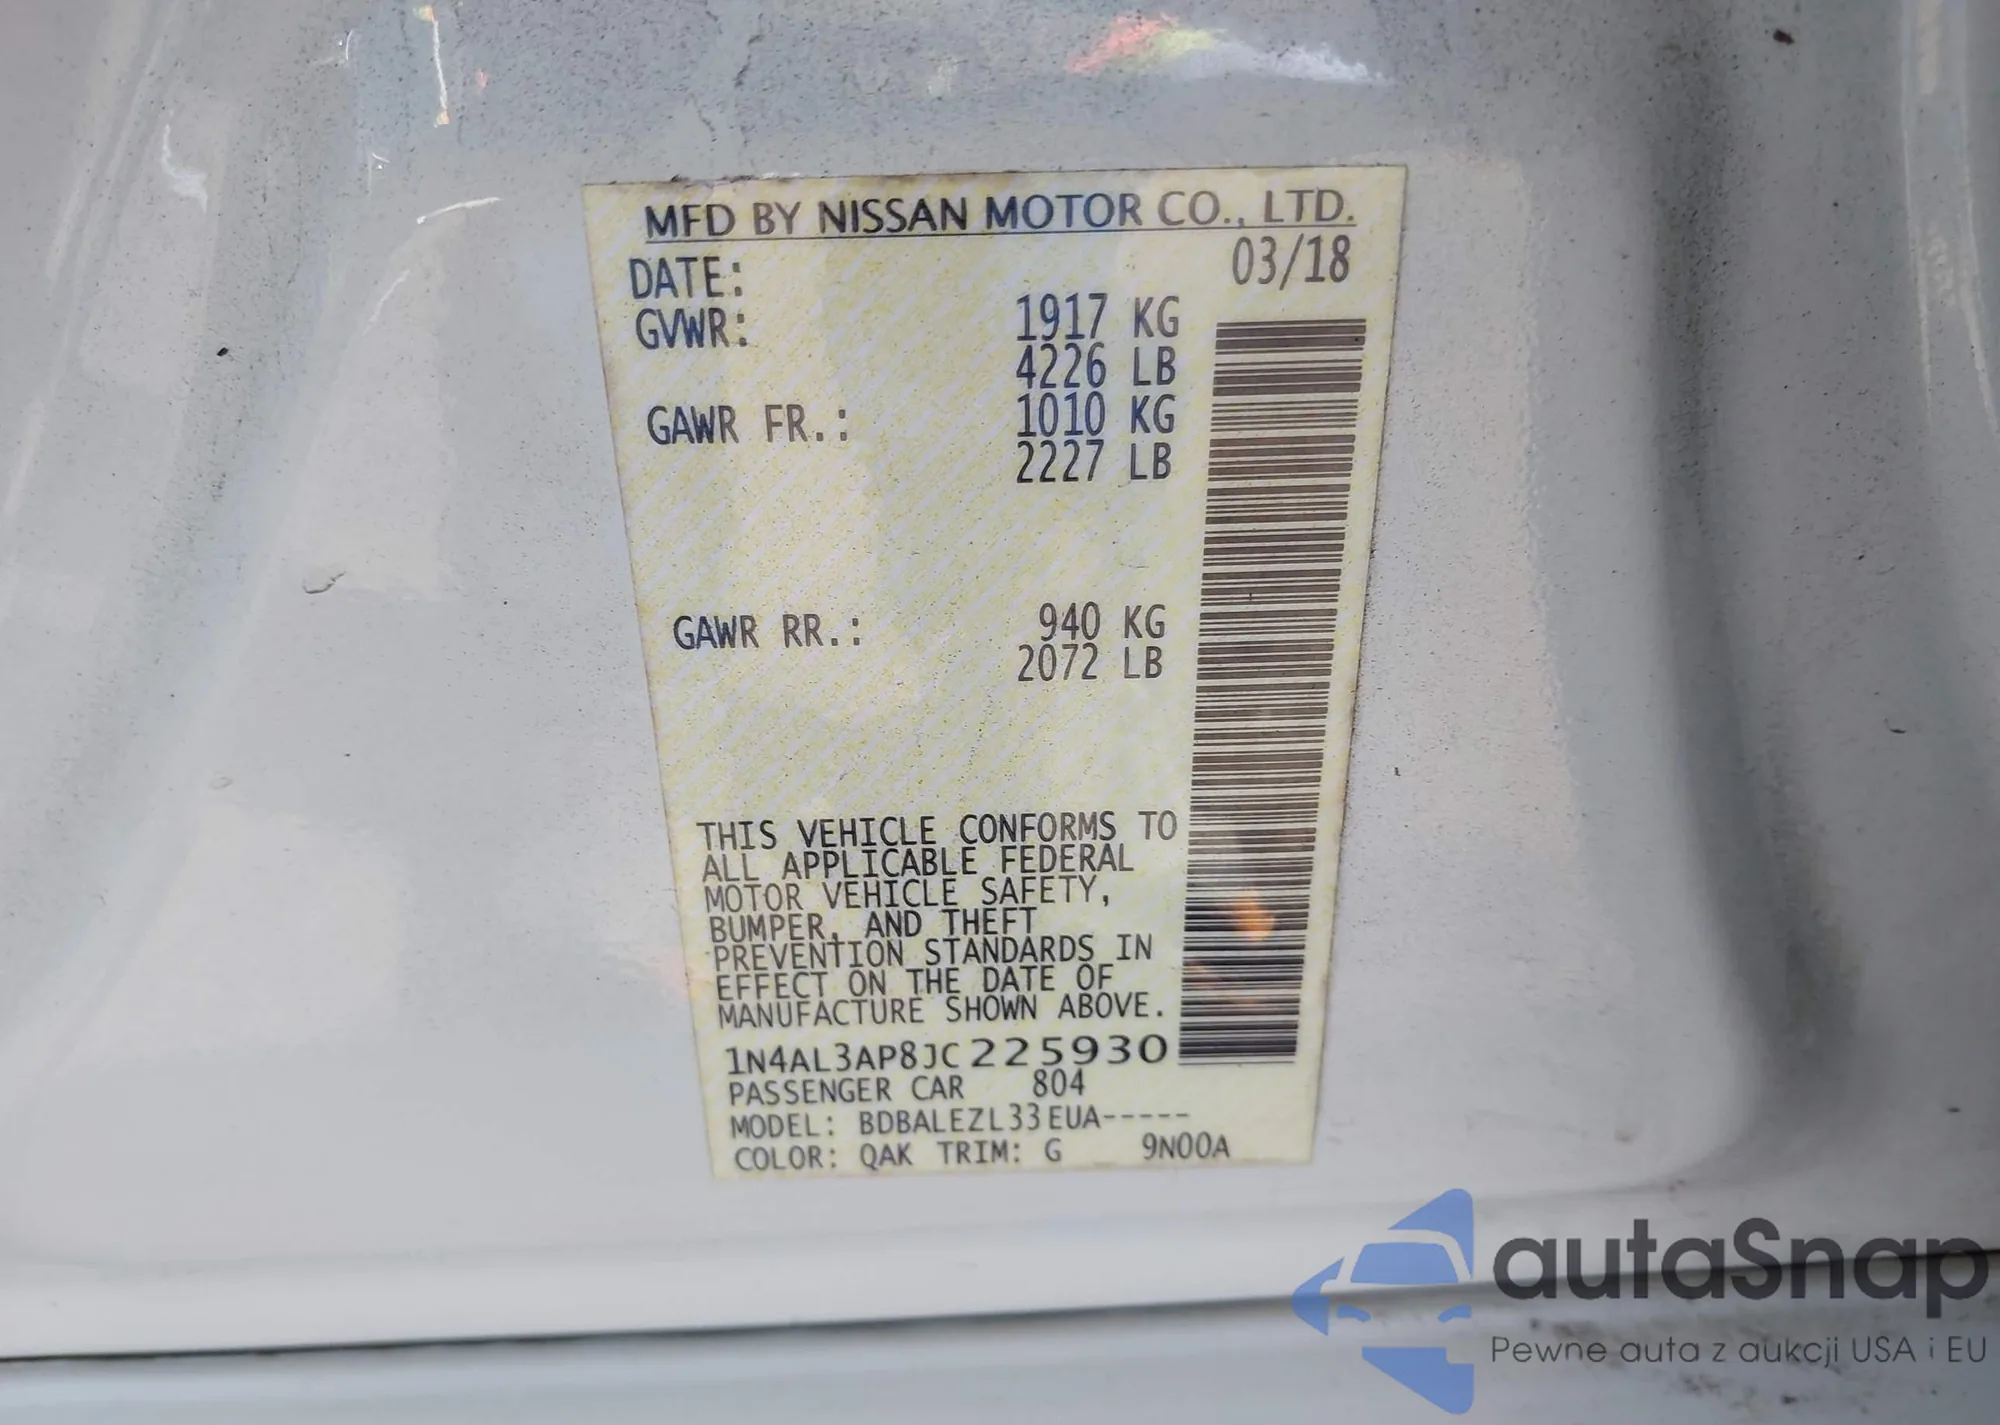 MFD BY NISSAN MOTOR CO., LTD.
DATE: 03/18
GVWR: 1917 KG
4226 LB
GAWR FR.: 1010 KG
2227 LB
GAWR RR.: 940 KG
2072 LB
THIS VEHICLE CONFORMS TO
ALL APPLICABLE FEDERAL
MOTOR VEHICLE SAFETY,
BUMPER, AND THEFT
PREVENTION STANDARDS IN
EFFECT ON THE DATE OF
MANUFACTURE SHOWN ABOVE.
1N4AL3AP8JC225930
PASSENGER CAR 804
MODEL: BDBALEZL33EUA-----
COLOR: QAK TRIM: G 9N00A
autaSnap
Pewne auta z aukcji USA i EU